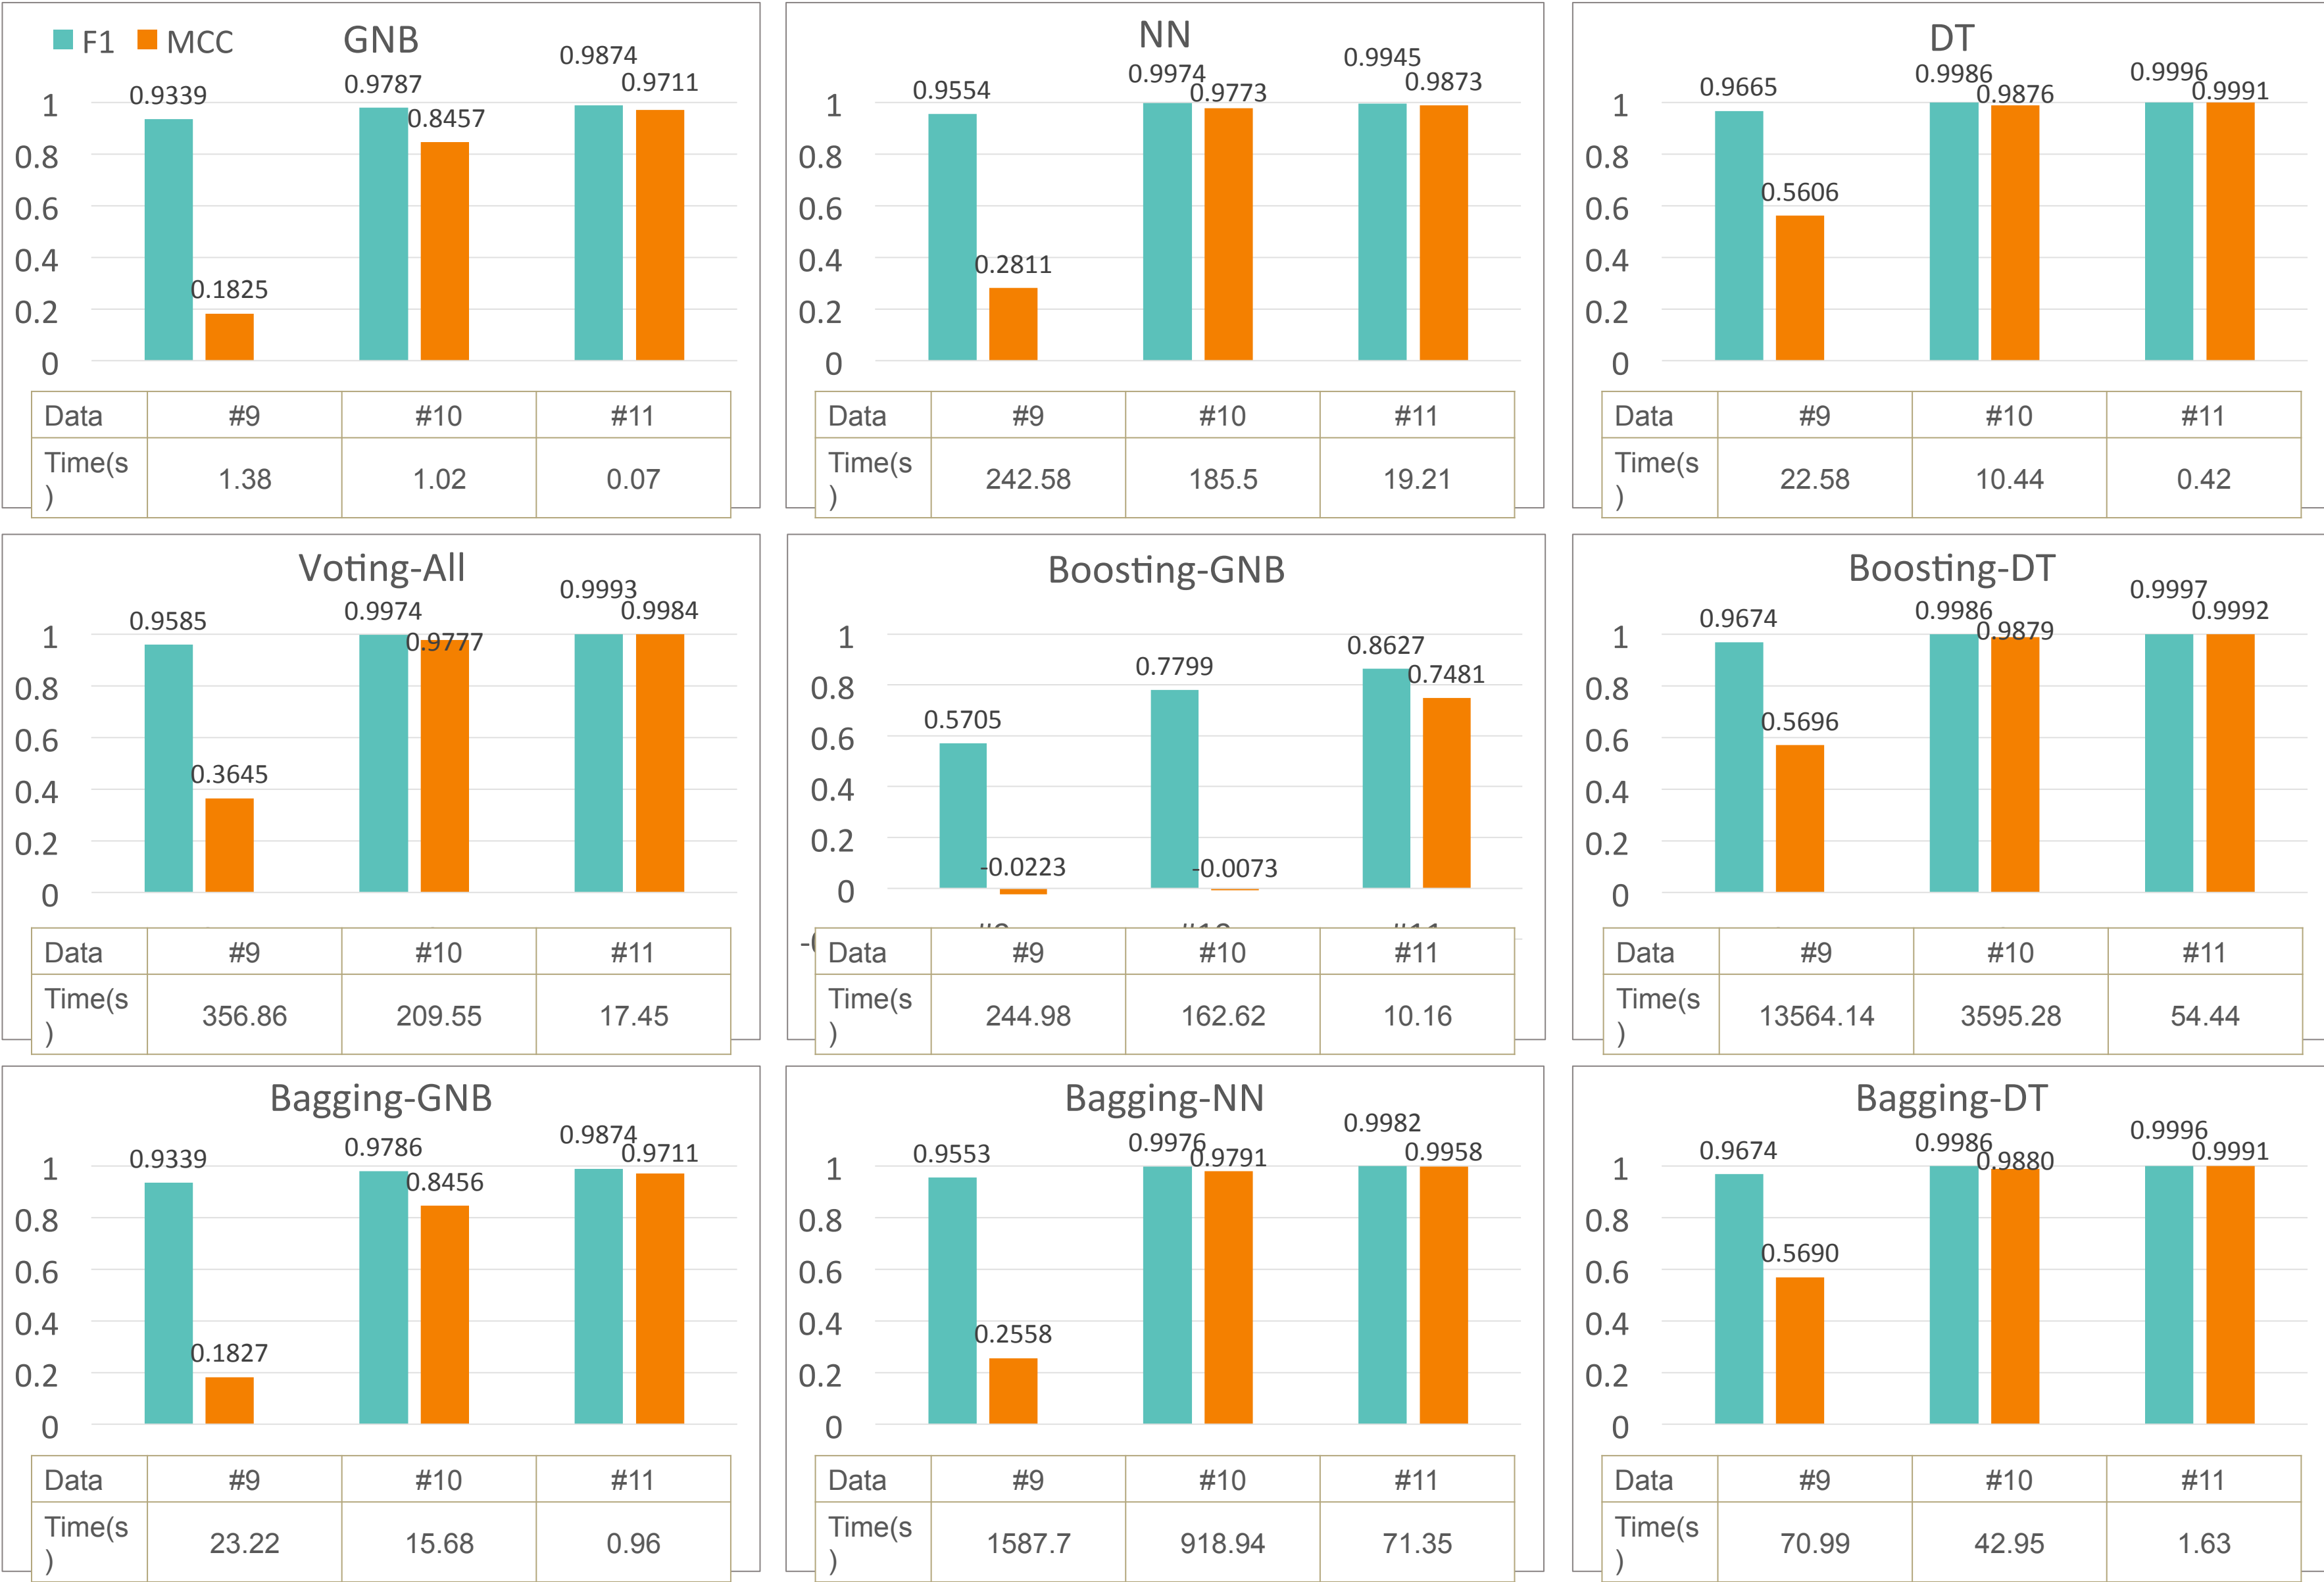 F1 MCC GNB
0.9874
0.9339 0.9787 0.9711
1 0.8457
0.8
0.6
0.4
0.1825
0.2
0
Data #9 #10 #11
Time(s
) 1.38 1.02 0.07
NN
0.9945
0.9554 0.9974 0.9873
1 0.9773
0.8
0.6
0.4
0.2811
0.2
0
Data #9 #10 #11
Time(s
) 242.58 185.5 19.21
DT
0.9665 0.9986 0.9996
1 0.9876 0.9991
0.8
0.5606
0.6
0.4
0.2
0
Data #9 #10 #11
Time(s
) 22.58 10.44 0.42
Voting-All
0.9993
0.9585 0.9974 0.9984
1 0.9777
0.8
0.6
0.3645
0.4
0.2
0
Data #9 #10 #11
Time(s
) 356.86 209.55 17.45
Boosting-GNB
1 0.8627
0.7799 0.7481
0.8
0.5705
0.6
0.4
0.2
-0.0223 -0.0073
0
Data #9 #10 #11
Time(s
) 244.98 162.62 10.16
Boosting-DT
0.9997
0.9674 0.9986 0.9992
1 0.9879
0.8
0.5696
0.6
0.4
0.2
0
Data #9 #10 #11
Time(s
) 13564.14 3595.28 54.44
Bagging-GNB
0.9874
0.9339 0.9786 0.9711
1 0.8456
0.8
0.6
0.4
0.1827
0.2
0
Data #9 #10 #11
Time(s
) 23.22 15.68 0.96
Bagging-NN
0.9982
0.9553 0.9976 0.9958
1 0.9791
0.8
0.6
0.4
0.2558
0.2
0
Data #9 #10 #11
Time(s
) 1587.7 918.94 71.35
Bagging-DT
0.9996
0.9674 0.9986 0.9991
1 0.9880
0.8
0.5690
0.6
0.4
0.2
0
Data #9 #10 #11
Time(s
) 70.99 42.95 1.63